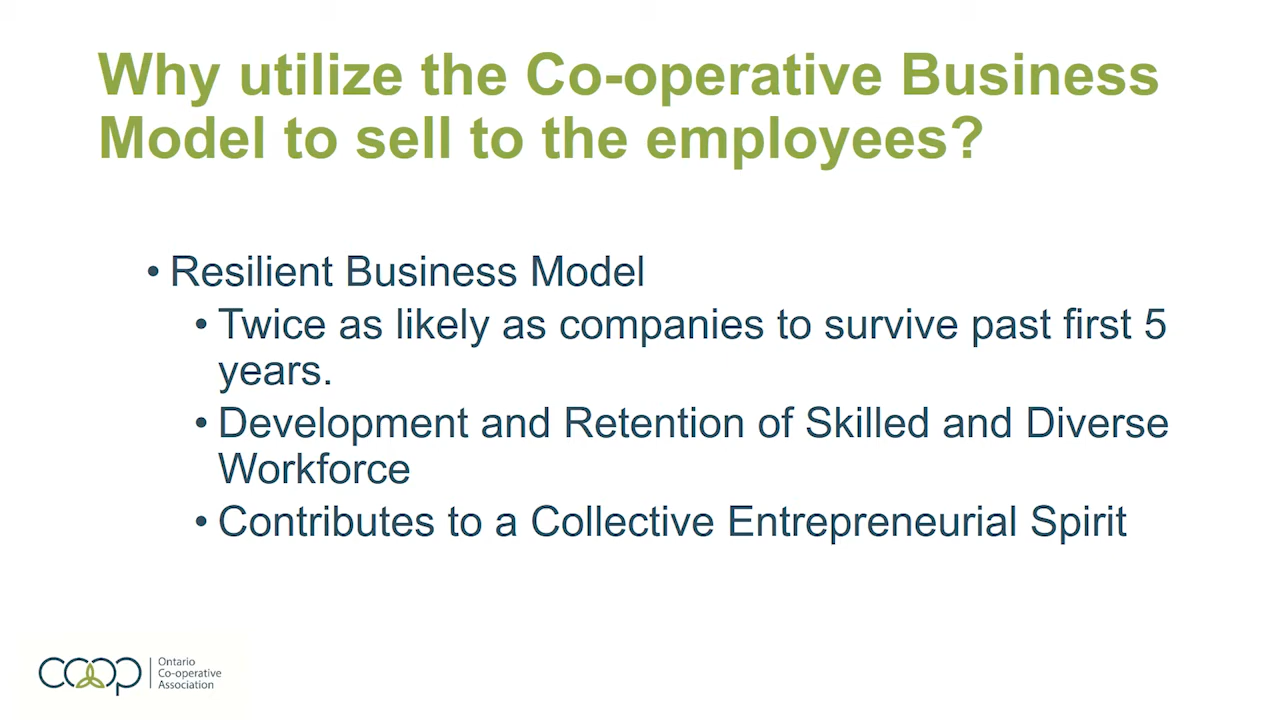 Why utilize the Co-operative Business
Model to sell to the employees?
• Resilient Business Model
• Twice as likely as companies to survive past first 5
years.
• Development and Retention of Skilled and Diverse
Workforce
• Contributes to a Collective Entrepreneurial Spirit
coop
Ontario
Co-operative
Association